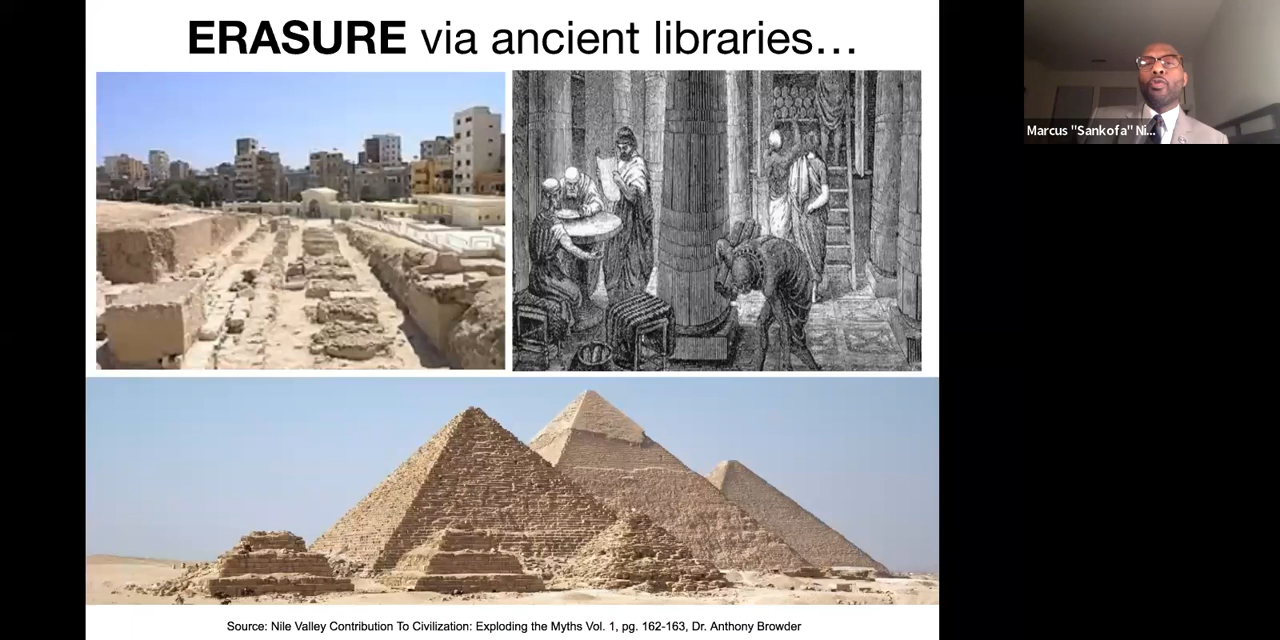 ERASURE via ancient libraries…
Marcus "Sankofa" Ni...
Source: Nile Valley Contribution To Civilization: Exploding the Myths Vol. 1, pg. 162-163, Dr. Anthony Browder